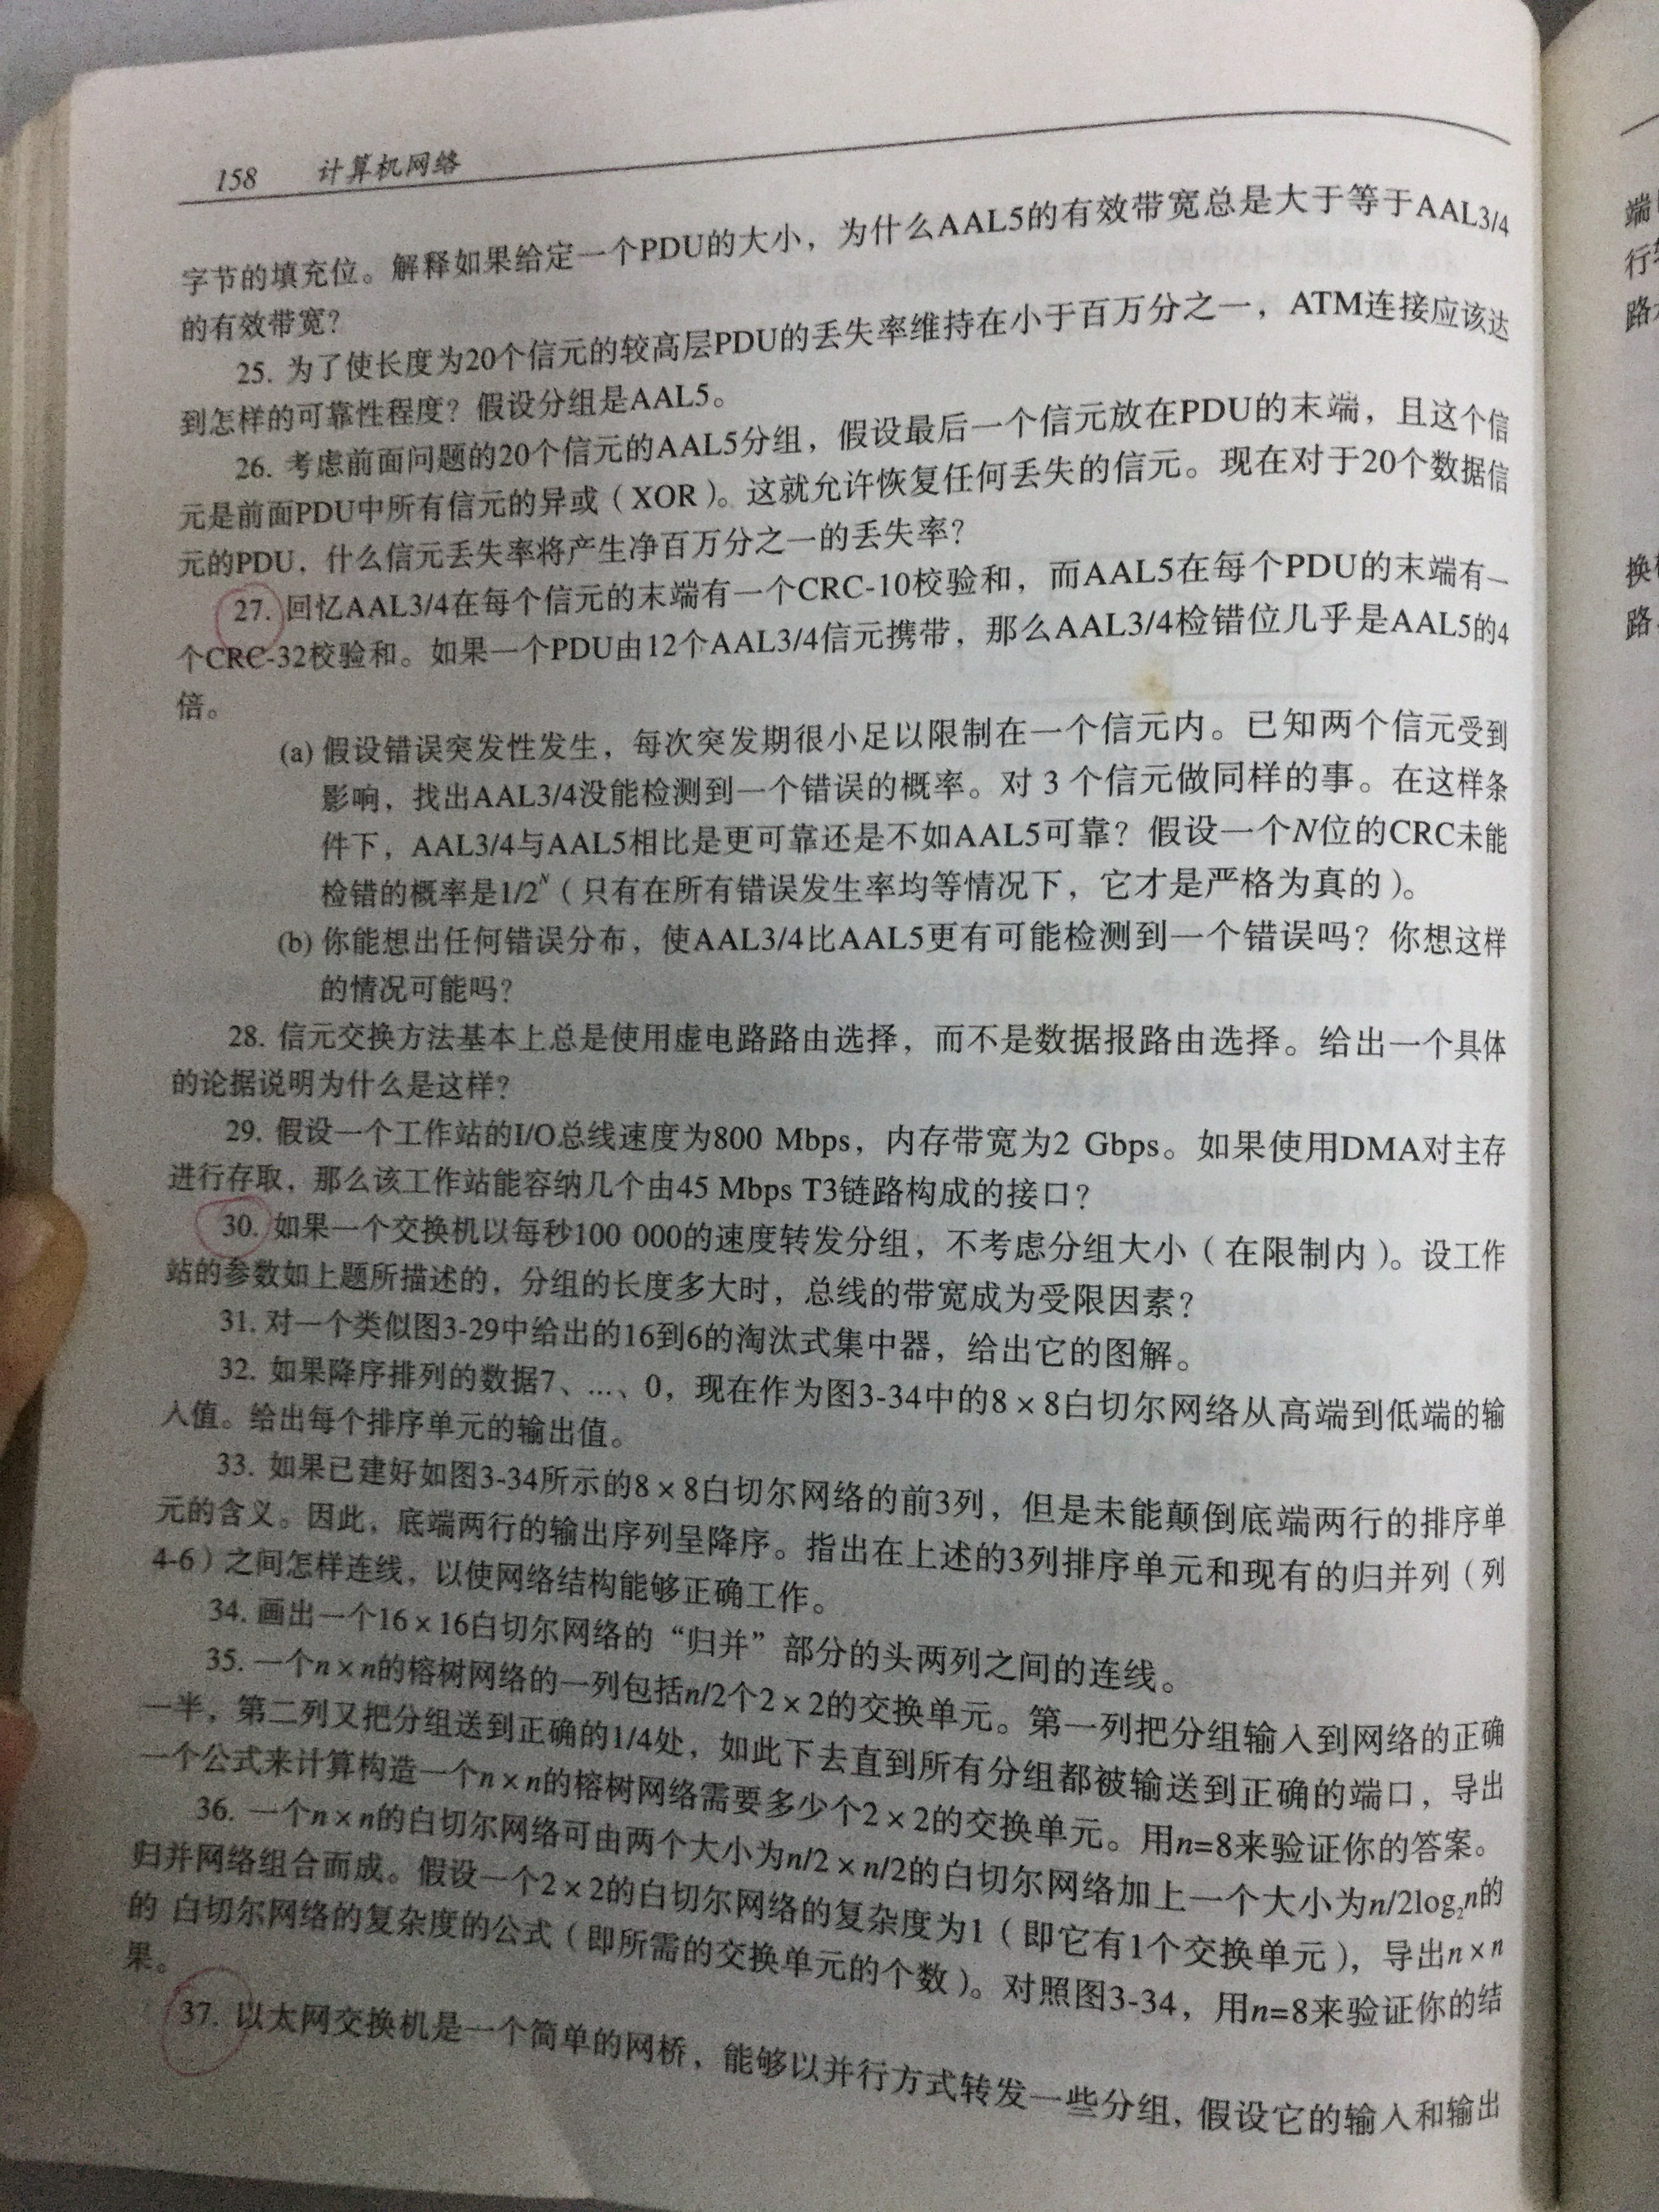 158 计算机网络
字节的填充位。解释如果给定一个PDU的大小，为什么AAL5的有效带宽总是大于等于AAL3/4
的有效带宽？
25. 为了使长度为20个信元的较高层PDU的丢失率维持在小于百万分之一，ATM连接应该达
到怎样的可靠性程度？假设分组是AAL5。
26. 考虑前面问题的20个信元的AAL5分组，假设最后一个信元放在PDU的末端，且这个信
元是前面PDU中所有信元的异或（XOR）。这就允许恢复任何丢失的信元。现在对于20个数据信
元的PDU，什么信元丢失率将产生净百万分之一的丢失率？
27. 回忆AAL3/4在每个信元的末端有一个CRC-10校验和，而AAL5在每个PDU的末端有一
个CRC-32校验和。如果一个PDU由12个AAL3/4信元携带，那么AAL3/4检错位几乎是AAL5的4
倍。
(a) 假设错误突发性发生，每次突发期很小足以限制在一个信元内。已知两个信元受到
影响，找出AAL3/4没能检测到一个错误的概率。对 3 个信元做同样的事。在这样条
件下，AAL3/4与AAL5相比是更可靠还是不如AAL5可靠？假设一个N位的CRC未能
检错的概率是1/2^N（只有在所有错误发生率均等情况下，它才是严格为真的）。
(b) 你能想出任何错误分布，使AAL3/4比AAL5更有可能检测到一个错误吗？你想这样
的情况可能吗？
28. 信元交换方法基本上总是使用虚电路路由选择，而不是数据报路由选择。给出一个具体
的论据说明为什么是这样？
29. 假设一个工作站的I/O总线速度为800 Mbps，内存带宽为2 Gbps。如果使用DMA对主存
进行存取，那么该工作站能容纳几个由45 Mbps T3链路构成的接口？
30. 如果一个交换机以每秒100 000的速度转发分组，不考虑分组大小（在限制内）。设工作
站的参数如上题所描述的，分组的长度多大时，总线的带宽成为受限因素？
31. 对一个类似图3-29中给出的16到6的淘汰式集中器，给出它的图解。
32. 如果降序排列的数据7、…、0，现在作为图3-34中的8×8白切尔网络从高端到低端的输
入值。给出每个排序单元的输出值。
33. 如果已建好如图3-34所示的8×8白切尔网络的前3列，但是未能颠倒底端两行的排序单
元的含义。因此，底端两行的输出序列呈降序。指出在上述的3列排序单元和现有的归并列（列
4-6）之间怎样连线，以使网络结构能够正确工作。
34. 画出一个16×16白切尔网络的“归并”部分的头两列之间的连线。
35. 一个n×n的榕树网络的一列包括n/2个2×2的交换单元。第一列把分组输入到网络的正确
一半，第二列又把分组送到正确的1/4处，如此下去直到所有分组都被输送到正确的端口，导出
一个公式来计算构造一个n×n的榕树网络需要多少个2×2的交换单元。用n=8来验证你的答案。
36. 一个n×n的白切尔网络可由两个大小为n/2×n/2的白切尔网络加上一个大小为n/2log₂n的
归并网络组合而成。假设一个2×2的白切尔网络的复杂度为1（即它有1个交换单元），导出n×n
的 白切尔网络的复杂度的公式（即所需的交换单元的个数）。对照图3-34，用n=8来验证你的结
果。
37. 以太网交换机是一个简单的网桥，能够以并行方式转发一些分组，假设它的输入和输出
端
行
路
换
路